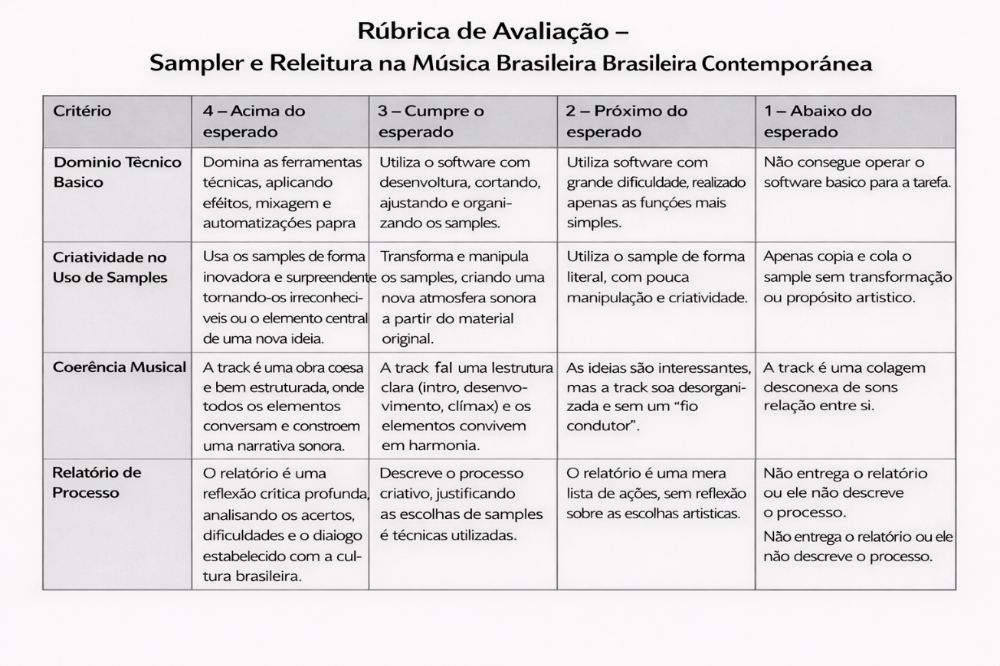 Rúbrica de Avaliação –
Sampler e Releitura na Música Brasileira Brasileira Contemporánea
Critério
4 – Acima do
esperado
3 – Cumpre o
esperado
2 – Próximo do
esperado
1 – Abaixo do
esperado
Dominio Têcnico
Basico
Domina as ferramentas
técnicas, aplicando
eféitos, mixagem e
automatizaçóes papra
Utiliza o software com
desenvoltura, cortando,
ajustando e organi-
zando os samples.
Utiliza software com
grande dificuldade, realizado
apenas as funçóes mais
simples.
Não consegue operar o
software basico para a tarefa.
Criatividade no
Uso de Samples
Usa os samples de forma
inovadora e surpreendente
tornando-os irreconheci-
veis ou o elemento central
de uma nova ideia.
Transforma e manipula
os samples, criando uma
nova atmosfera sonora
a partir do material
original.
Utiliza o sample de forma
literal, com pouca
manipulação e criatividade.
Apenas copia e cola o
sample sem transformação
ou propósito artistico.
Coerência Musical
A track é uma obra coesa
e bem estruturada, onde
todos os elementos
conversam e constroem
uma narrativa sonora.
A track fal uma lestrutura
clara (intro, desenvo-
vimento, clímax) e os
elementos convivem
em harmonia.
As ideias são interessantes,
mas a track soa desorgani-
zada e sem um “fio
condutor”.
A track é uma colagem
desconexa de sons
relação entre si.
Relatório de
Processo
O relatório é uma
reflexão crítica profunda,
analisando os acertos,
dificuldades e o dialogo
estabelecido com a cul-
tura brasileira.
Descreve o processo
criativo, justificando
as escolhas de samples
é técnicas utilizadas.
O relatório é uma mera
lista de ações, sem reflexão
sobre as escolhas artisticas.
Não entrega o relatório
ou ele não descreve
o processo.
Não entrega o relatório ou ele
não descreve o processo.